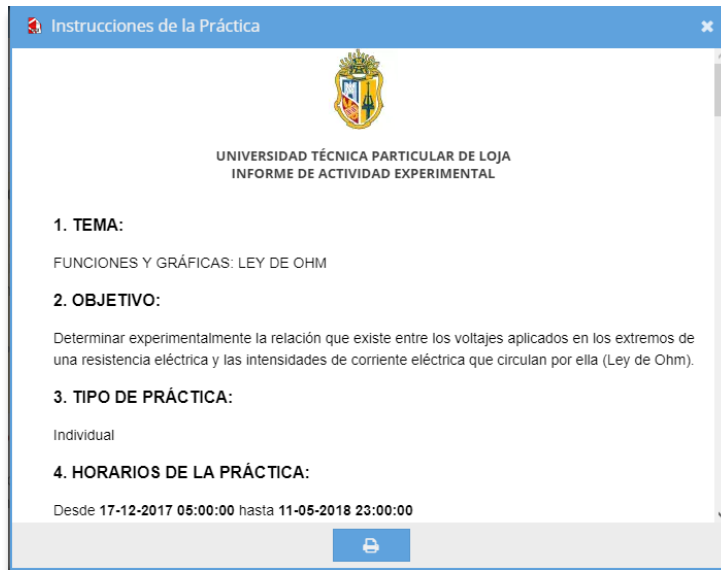 Instrucciones de la Práctica
UNIVERSIDAD TÉCNICA PARTICULAR DE LOJA
INFORME DE ACTIVIDAD EXPERIMENTAL
1. TEMA:
FUNCIONES Y GRÁFICAS: LEY DE OHM
2. OBJETIVO:
Determinar experimentalmente la relación que existe entre los voltajes aplicados en los extremos de
una resistencia eléctrica y las intensidades de corriente eléctrica que circulan por ella (Ley de Ohm).
3. TIPO DE PRÁCTICA:
Individual
4. HORARIOS DE LA PRÁCTICA:
Desde 17-12-2017 05:00:00 hasta 11-05-2018 23:00:00